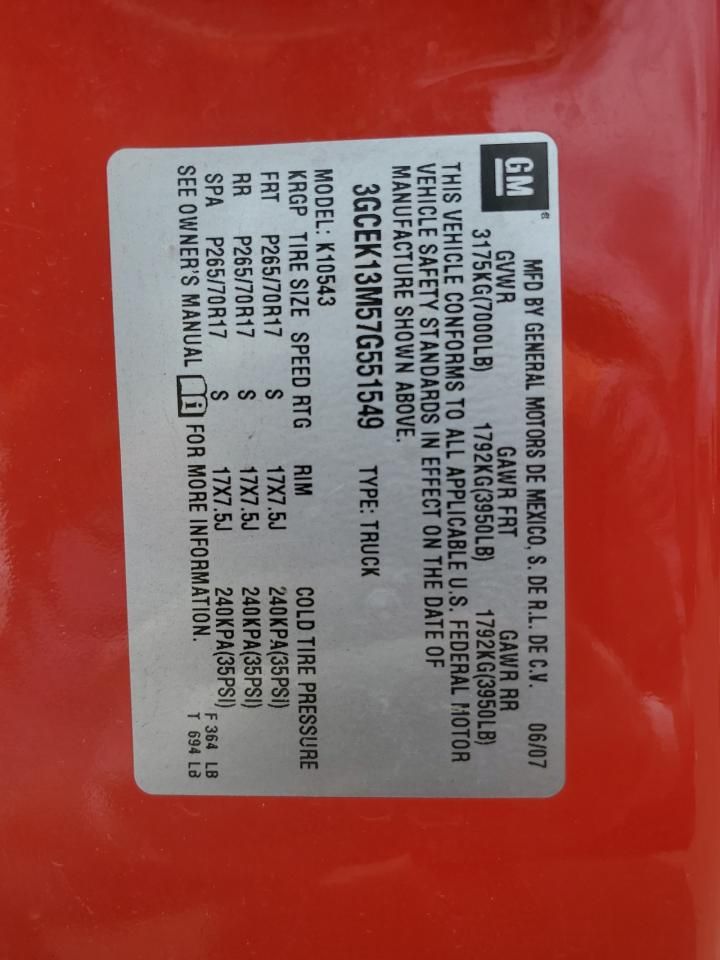 GM ®
MFD BY GENERAL MOTORS DE MEXICO, S. DE R.L. DE C.V. 06/07
GVWR GAWR FRT GAWR RR
3175KG(7000LB) 1792KG(3950LB) 1792KG(3950LB)
THIS VEHICLE CONFORMS TO ALL APPLICABLE U.S. FEDERAL MOTOR
VEHICLE SAFETY STANDARDS IN EFFECT ON THE DATE OF
MANUFACTURE SHOWN ABOVE.
3GCEK13M57G551549 TYPE: TRUCK
MODEL: K10543
KRGP TIRE SIZE SPEED RTG RIM COLD TIRE PRESSURE
FRT P265/70R17 S 17X7.5J 240KPA(35PSI)
RR P265/70R17 S 17X7.5J 240KPA(35PSI)
SPA P265/70R17 S 17X7.5J 240KPA(35PSI)
SEE OWNER'S MANUAL i FOR MORE INFORMATION.
F 364 LB
T 694 LB